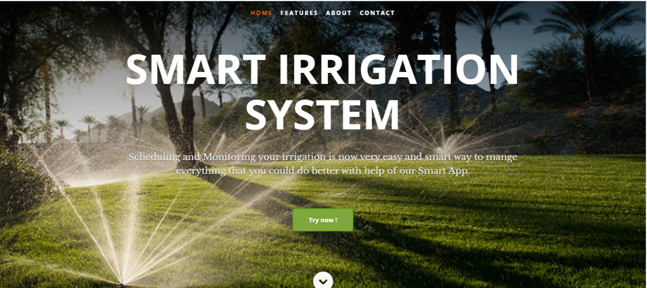 HOME FEATURES ABOUT CONTACT
SMART IRRIGATION
SYSTEM
Scheduling and Monitoring your irrigation is now very easy and smart way to mange
everything that you could do better with help of our Smart App.
Try now !